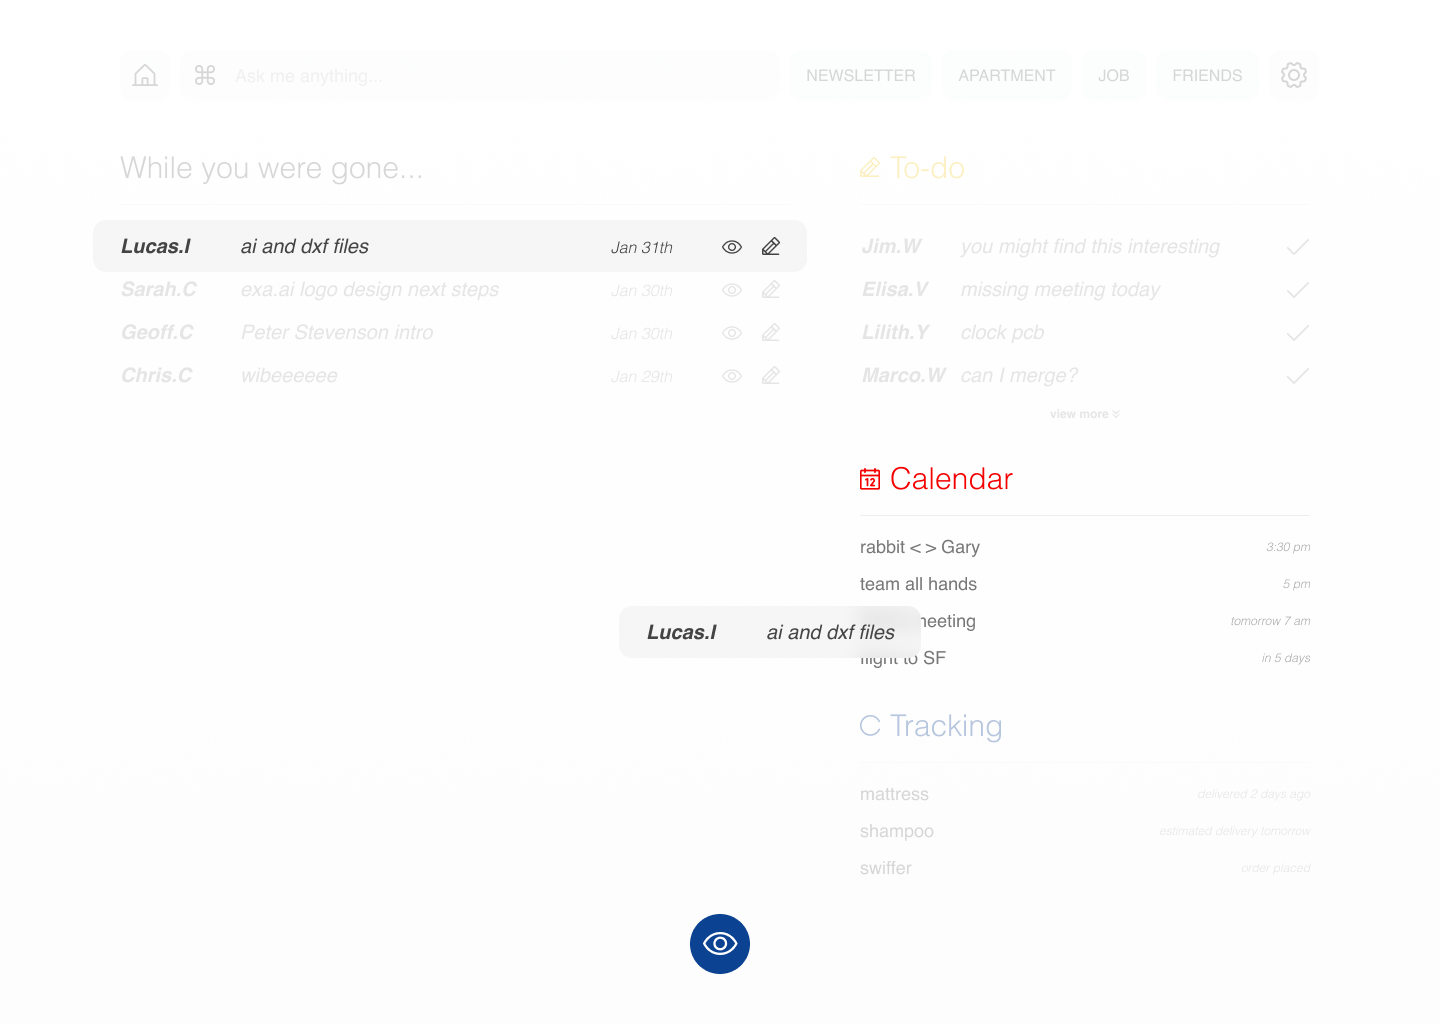 Ask me anything...
NEWSLETTER
APARTMENT
JOB
FRIENDS
While you were gone...
Lucas.I ai and dxf files Jan 31th
Sarah.C exa.ai logo design next steps Jan 30th
Geoff.C Peter Stevenson intro Jan 30th
Chris.C wibeeeeee Jan 29th
To-do
Jim.W you might find this interesting
Elisa.V missing meeting today
Lilith.Y clock pcb
Marco.W can I merge?
view more
12 Calendar
rabbit <> Gary 3:30 pm
team all hands 5 pm
meeting tomorrow 7 am
Lucas.I ai and dxf files
flight to SF in 5 days
Tracking
mattress delivered 2 days ago
shampoo estimated delivery tomorrow
swiffer order placed